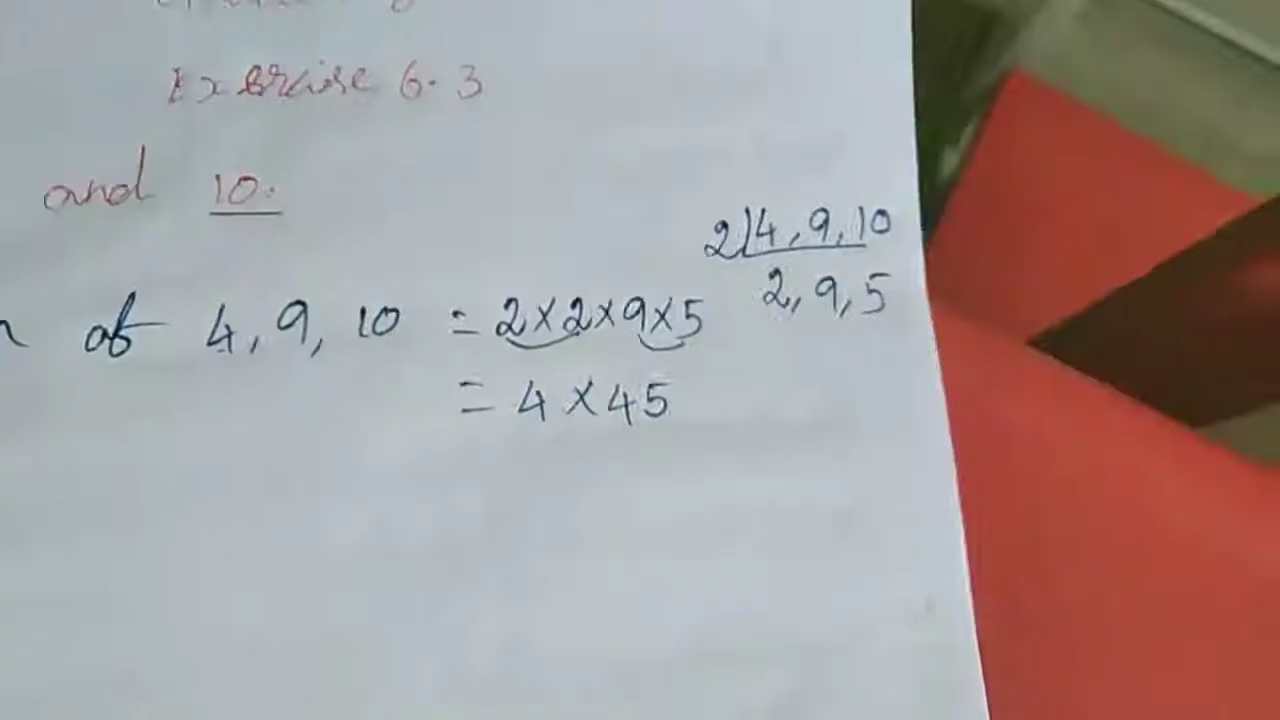 Exercise 6.3
and 10.
2)4, 9, 10
2, 9, 5
of 4, 9, 10 = 2×2×9×5
= 4×45